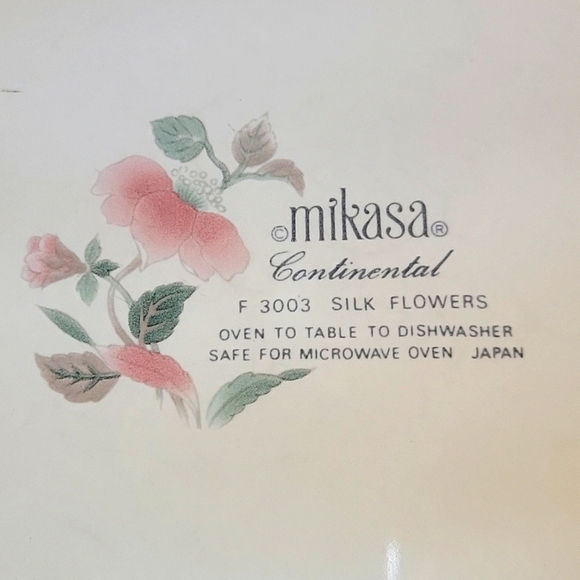 ©mikasa®
Continental
F 3003 SILK FLOWERS
OVEN TO TABLE TO DISHWASHER
SAFE FOR MICROWAVE OVEN JAPAN